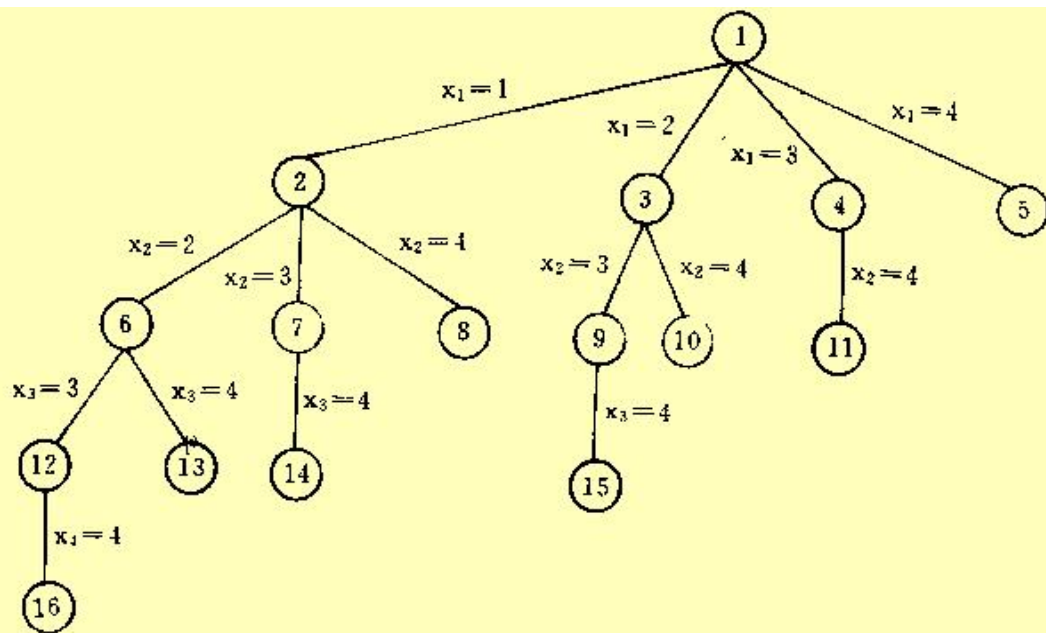 1
x₁=1
x₁=2
x₁=3
x₁=4
2
3
4
5
x₂=2
x₂=3
x₂=4
x₂=3
x₂=4
x₂=4
6
7
8
9
10
11
x₃=3
x₃=4
x₃=4
x₃=4
12
13
14
15
x₄=4
16